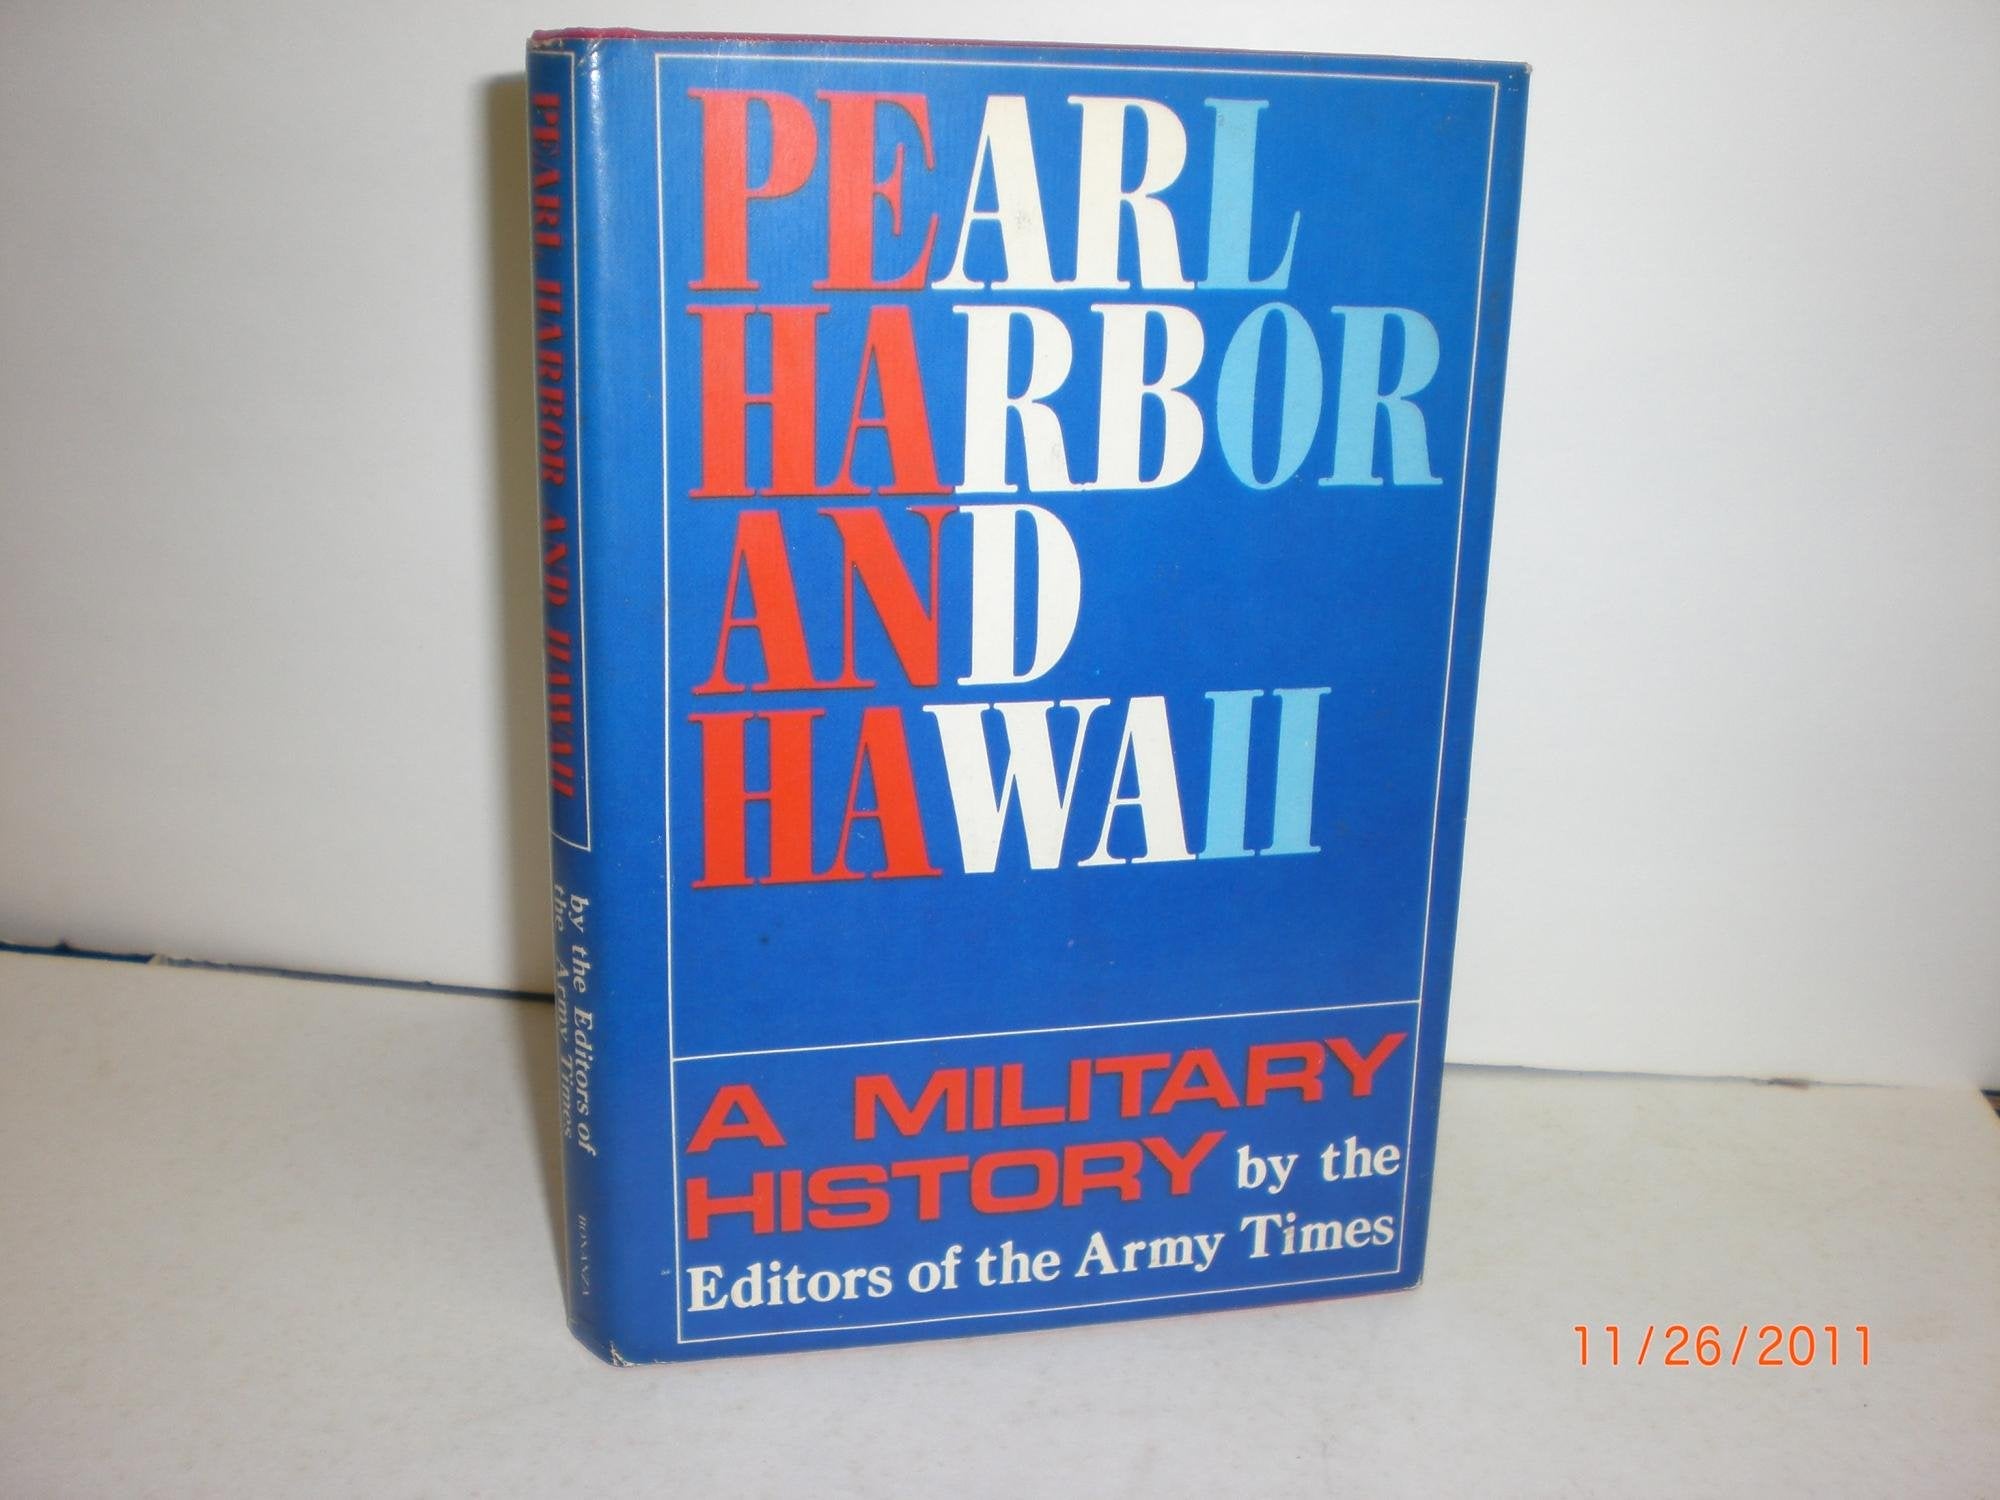 PEARL HARBOR AND HAWAII
by the Editors of
the Army Times
BONANZA
PEARL
HARBOR
AND
HAWAII
A MILITARY
HISTORY by the
Editors of the Army Times
11/26/2011